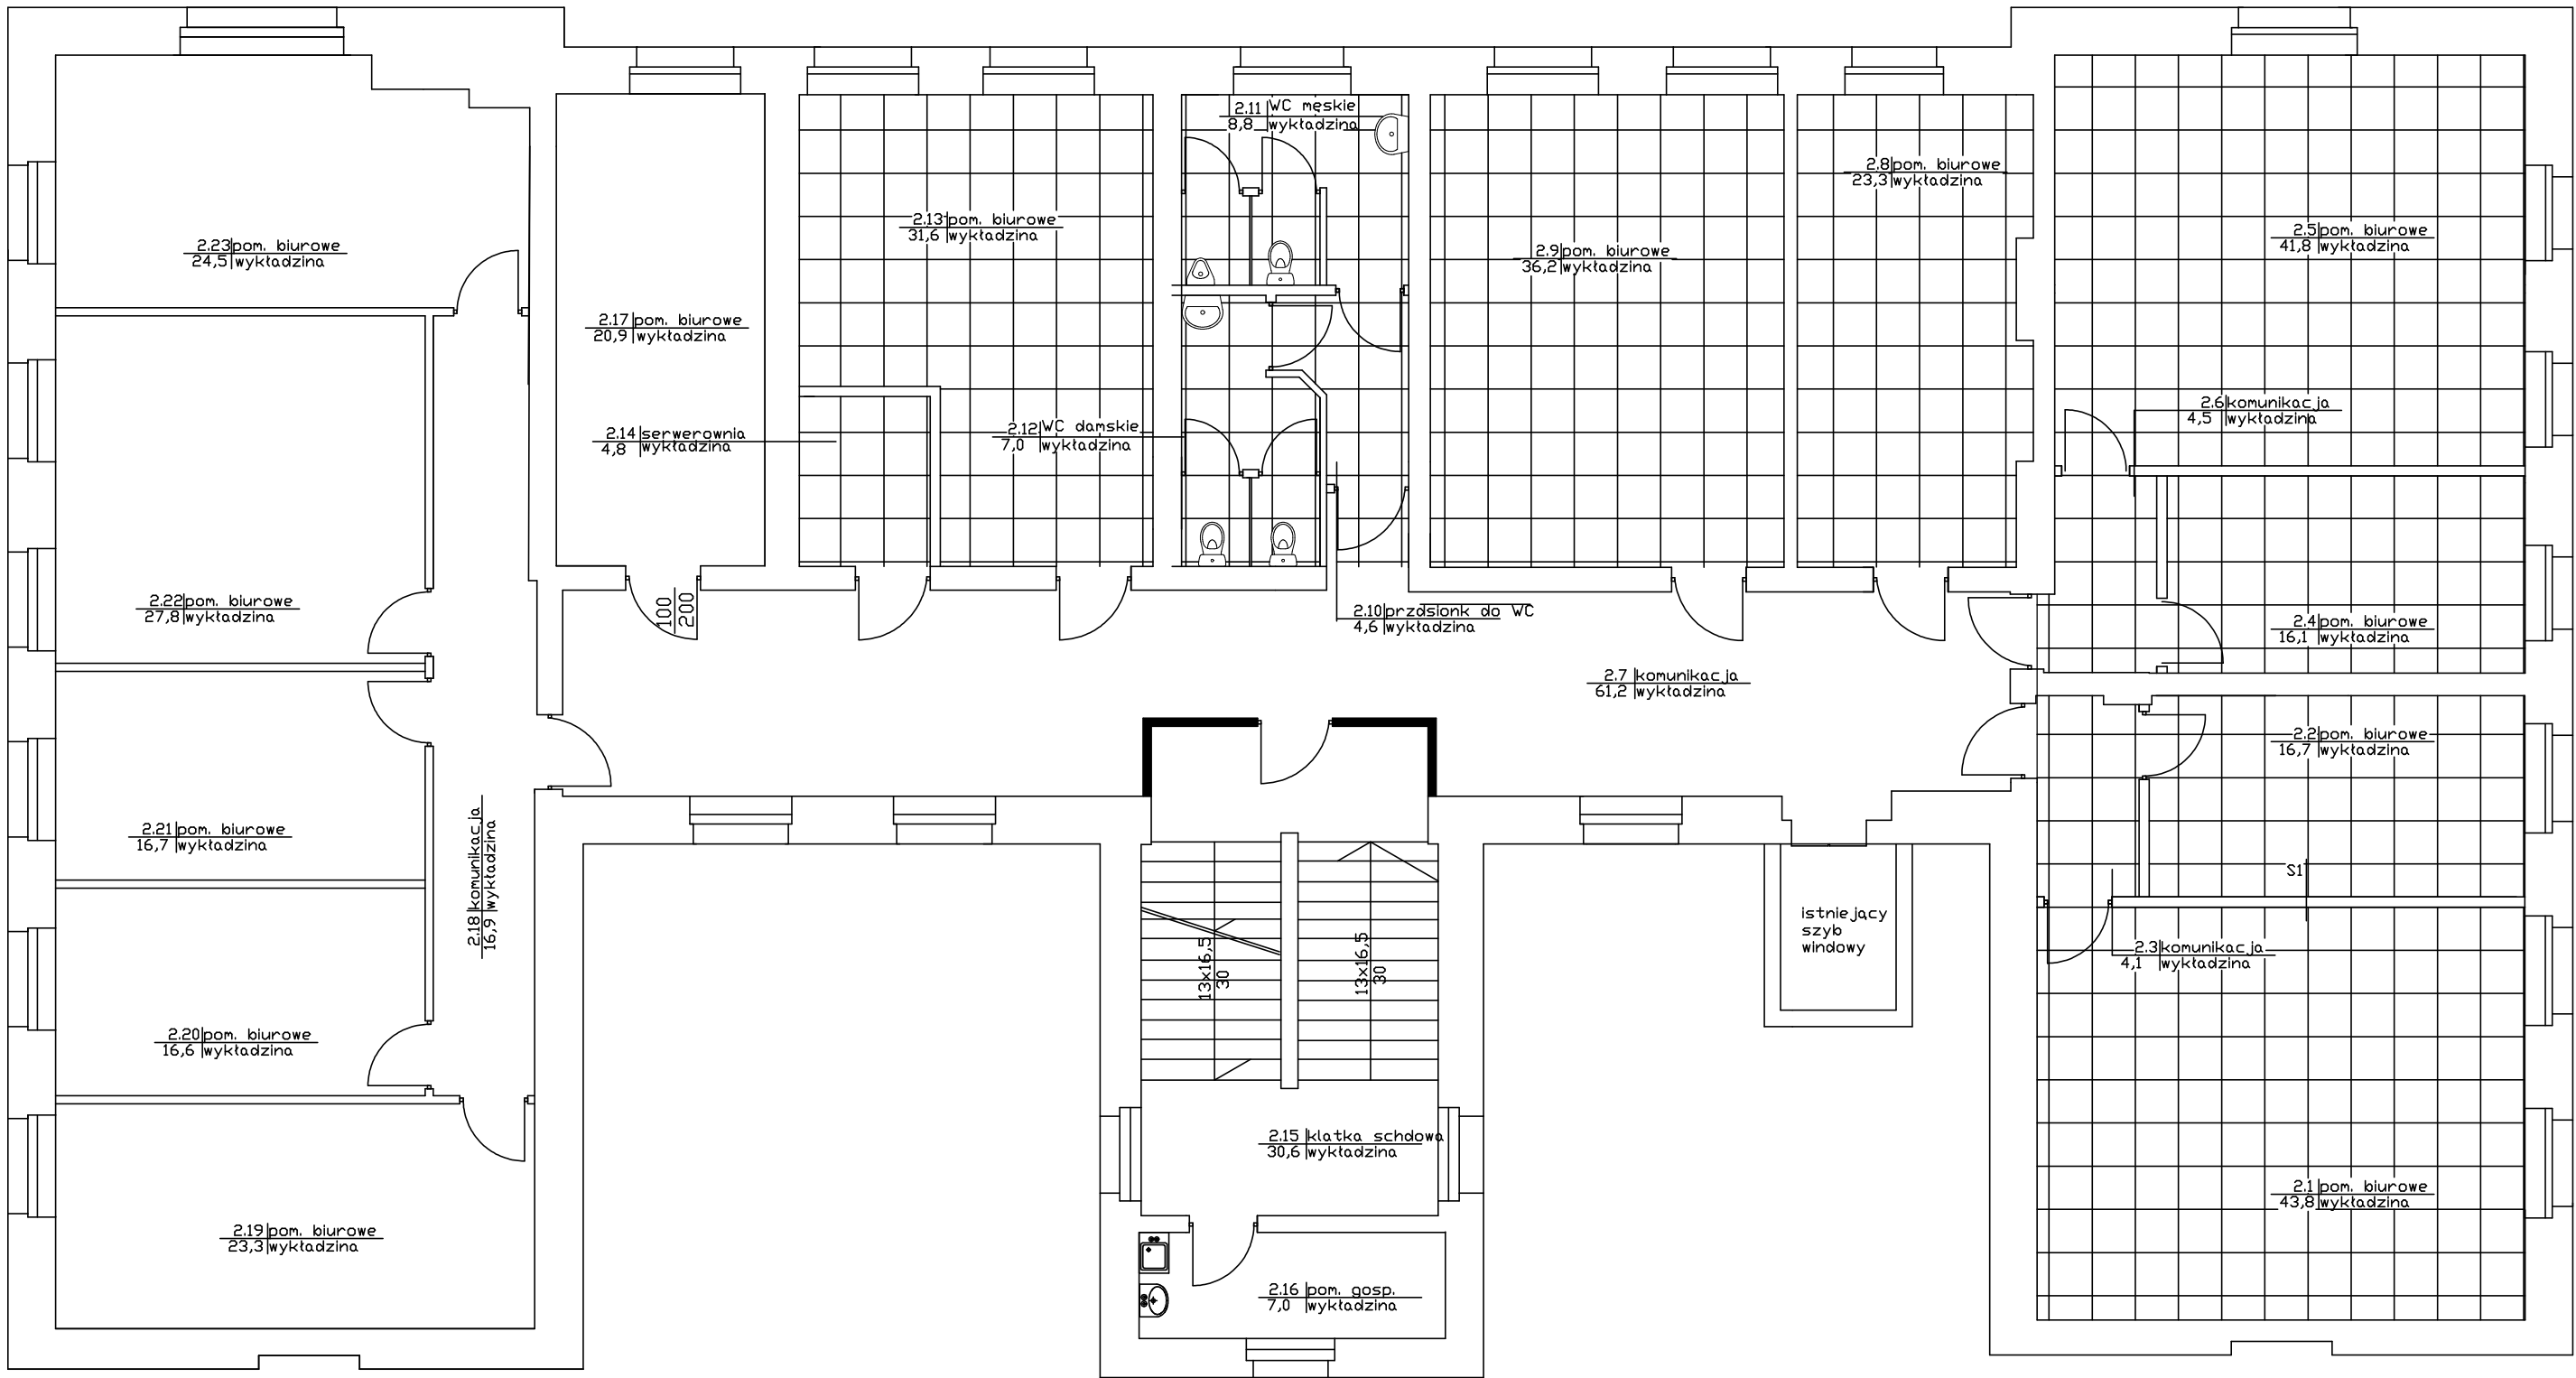 2.11 WC męskie
8,8 wykładzina
2.8 pom. biurowe
23,3 wykładzina
2.13 pom. biurowe
31,6 wykładzina
2.5 pom. biurowe
41,8 wykładzina
2.23 pom. biurowe
24,5 wykładzina
2.9 pom. biurowe
36,2 wykładzina
2.17 pom. biurowe
20,9 wykładzina
2.6 komunikacja
4,5 wykładzina
2.14 serwerownia
4,8 wykładzina
2.12 WC damskie
7,0 wykładzina
2.22 pom. biurowe
27,8 wykładzina
100
200
2.10 przdsionk do WC
4,6 wykładzina
2.4 pom. biurowe
16,1 wykładzina
2.7 komunikacja
61,2 wykładzina
2.2 pom. biurowe
16,7 wykładzina
2.21 pom. biurowe
16,7 wykładzina
2.18 komunikacja
16,9 wykładzina
S1
istniejący
szyb
windowy
2.3 komunikacja
4,1 wykładzina
13x16,5
30
13x16,5
30
2.20 pom. biurowe
16,6 wykładzina
2.15 klatka schdowa
30,6 wykładzina
2.1 pom. biurowe
43,8 wykładzina
2.19 pom. biurowe
23,3 wykładzina
2.16 pom. gosp.
7,0 wykładzina